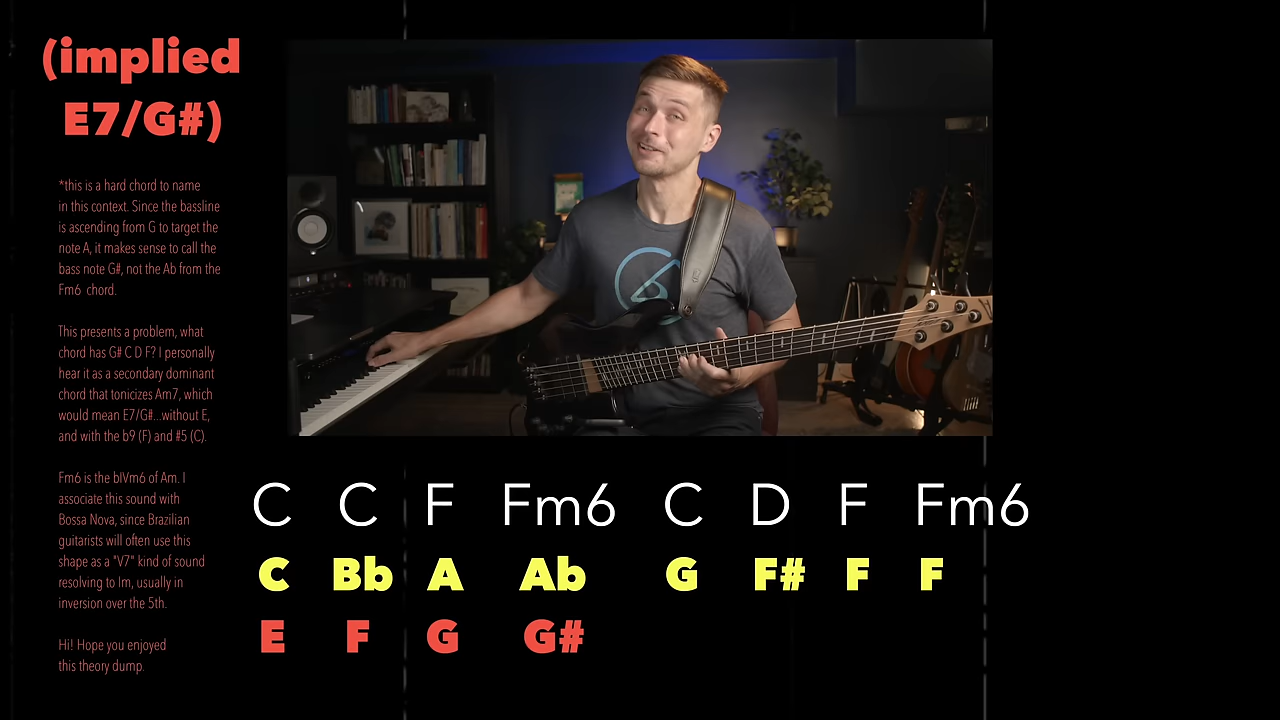 (implied
E7/G#)
*this is a hard chord to name
in this context. Since the bassline
is ascending from G to target the
note A, it makes sense to call the
bass note G#, not the Ab from the
Fm6 chord.
This presents a problem, what
chord has G# C D F? I personally
hear it as a secondary dominant
chord that tonicizes Am7, which
would mean E7/G#...without E,
and with the b9 (F) and #5 (C).
Fm6 is the bIVm6 of Am. I
associate this sound with
Bossa Nova, since Brazilian
guitarists will often use this
shape as a "V7" kind of sound
resolving to Im, usually in
inversion over the 5th.
Hi! Hope you enjoyed
this theory dump.
C C F Fm6 C D F Fm6
C Bb A Ab G F# F F
E F G G#